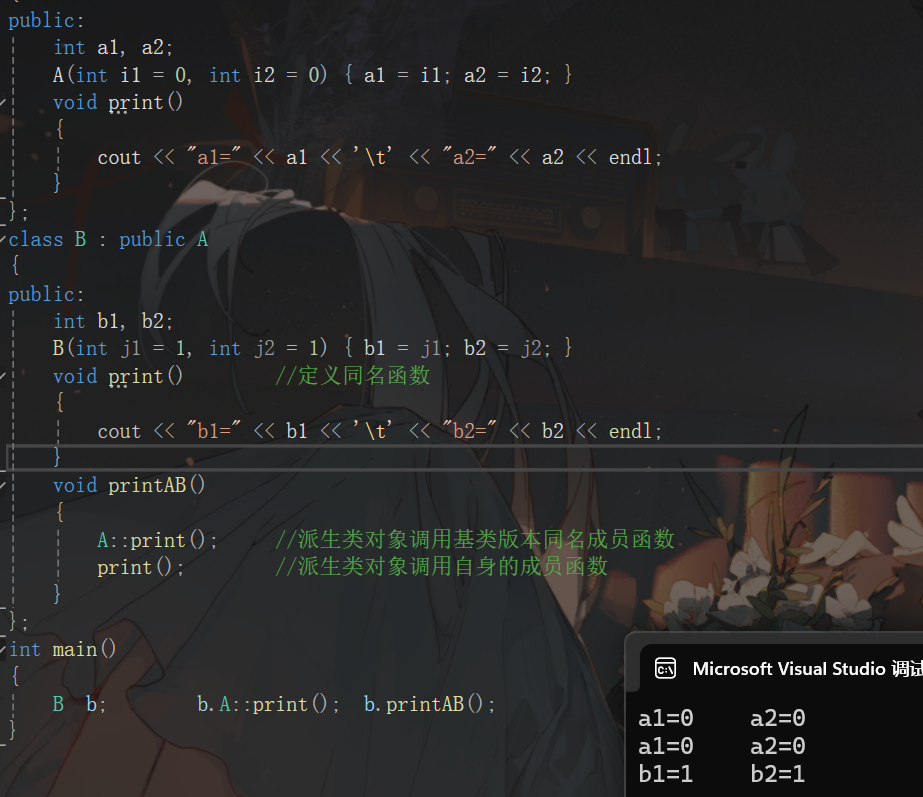 {
public:
int a1, a2;
A(int i1 = 0, int i2 = 0) { a1 = i1; a2 = i2; }
void print()
{
cout << "a1=" << a1 << '\t' << "a2=" << a2 << endl;
}
};
class B : public A
{
public:
int b1, b2;
B(int j1 = 1, int j2 = 1) { b1 = j1; b2 = j2; }
void print() //定义同名函数
{
cout << "b1=" << b1 << '\t' << "b2=" << b2 << endl;
}
void printAB()
{
A::print(); //派生类对象调用基类版本同名成员函数
print(); //派生类对象调用自身的成员函数
}
};
int main()
{
B b; b.A::print(); b.printAB();
}
Microsoft Visual Studio 调试
a1=0 a2=0
a1=0 a2=0
b1=1 b2=1